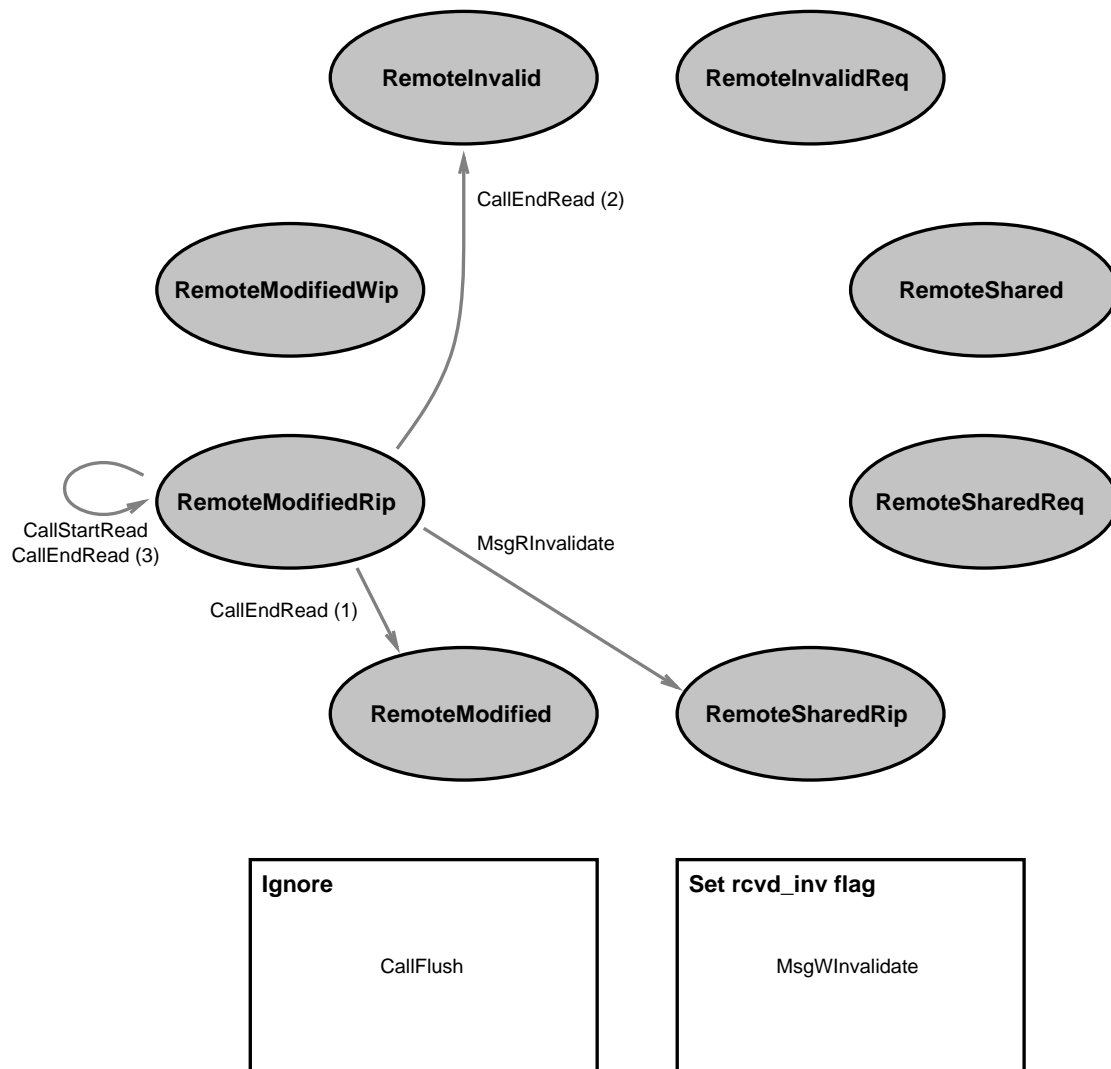 RemoteInvalid
RemoteInvalidReq
CallEndRead (2)
RemoteModifiedWip
RemoteShared
RemoteModifiedRip
RemoteSharedReq
CallStartRead
CallEndRead (3)
MsgRInvalidate
CallEndRead (1)
RemoteModified
RemoteSharedRip
Ignore
Set rcvd_inv flag
CallFlush
MsgWInvalidate